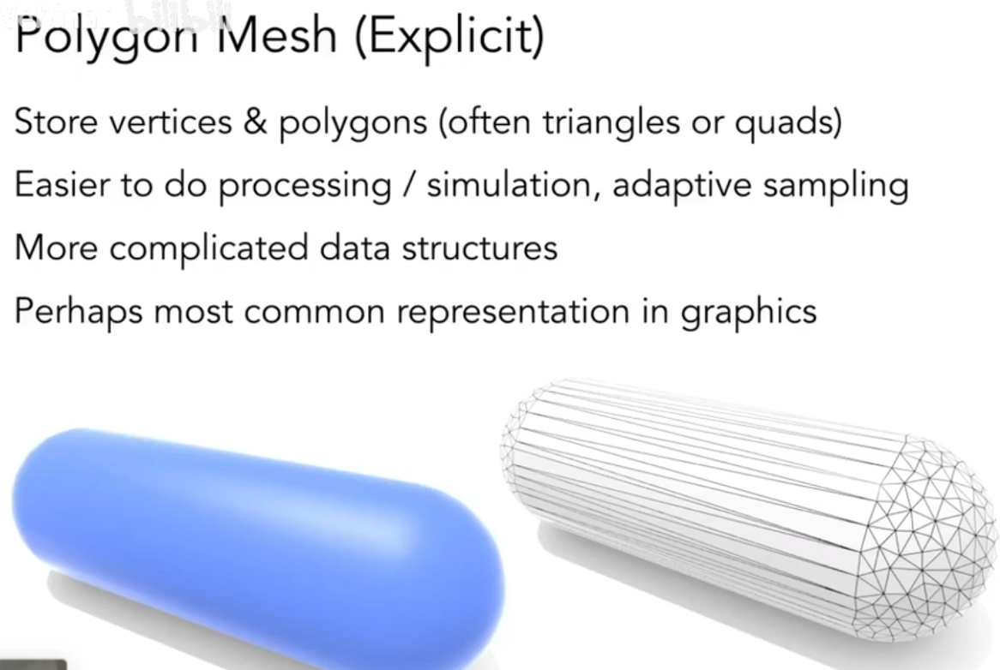 Polygon Mesh (Explicit)
Store vertices & polygons (often triangles or quads)
Easier to do processing / simulation, adaptive sampling
More complicated data structures
Perhaps most common representation in graphics